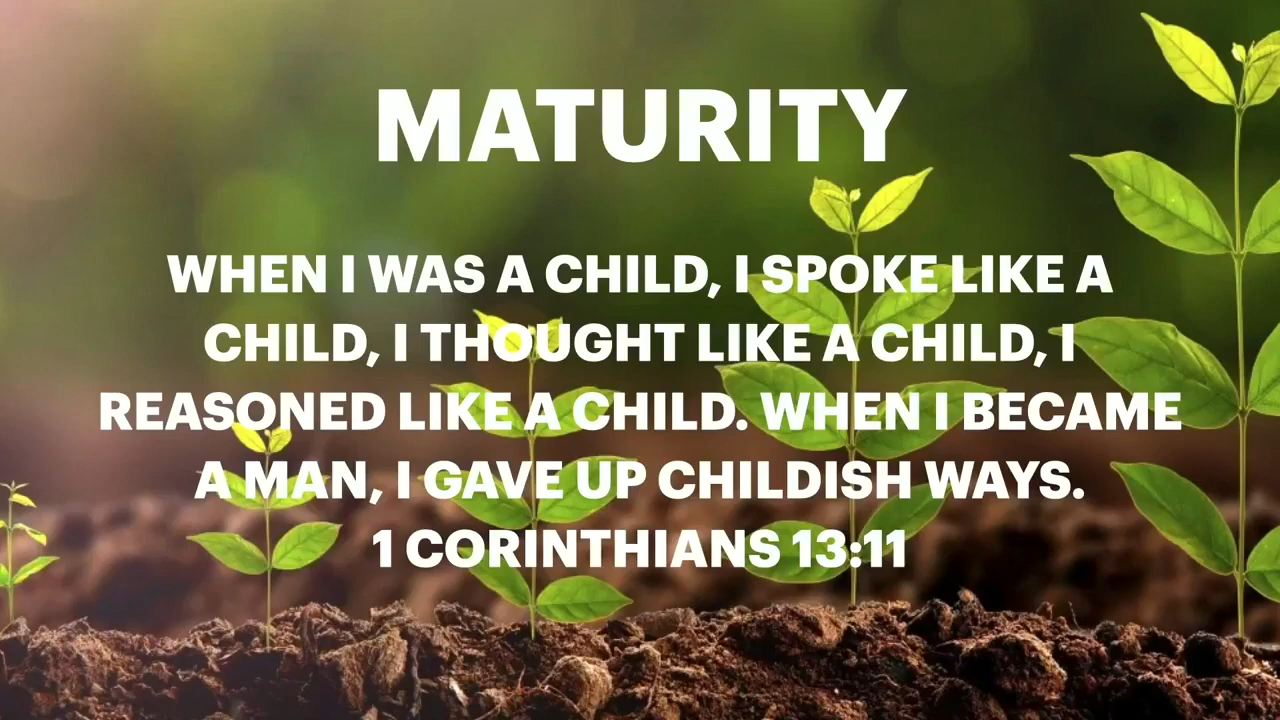 MATURITY
WHEN I WAS A CHILD, I SPOKE LIKE A
CHILD, I THOUGHT LIKE A CHILD, I
REASONED LIKE A CHILD. WHEN I BECAME
A MAN, I GAVE UP CHILDISH WAYS.
1 CORINTHIANS 13:11